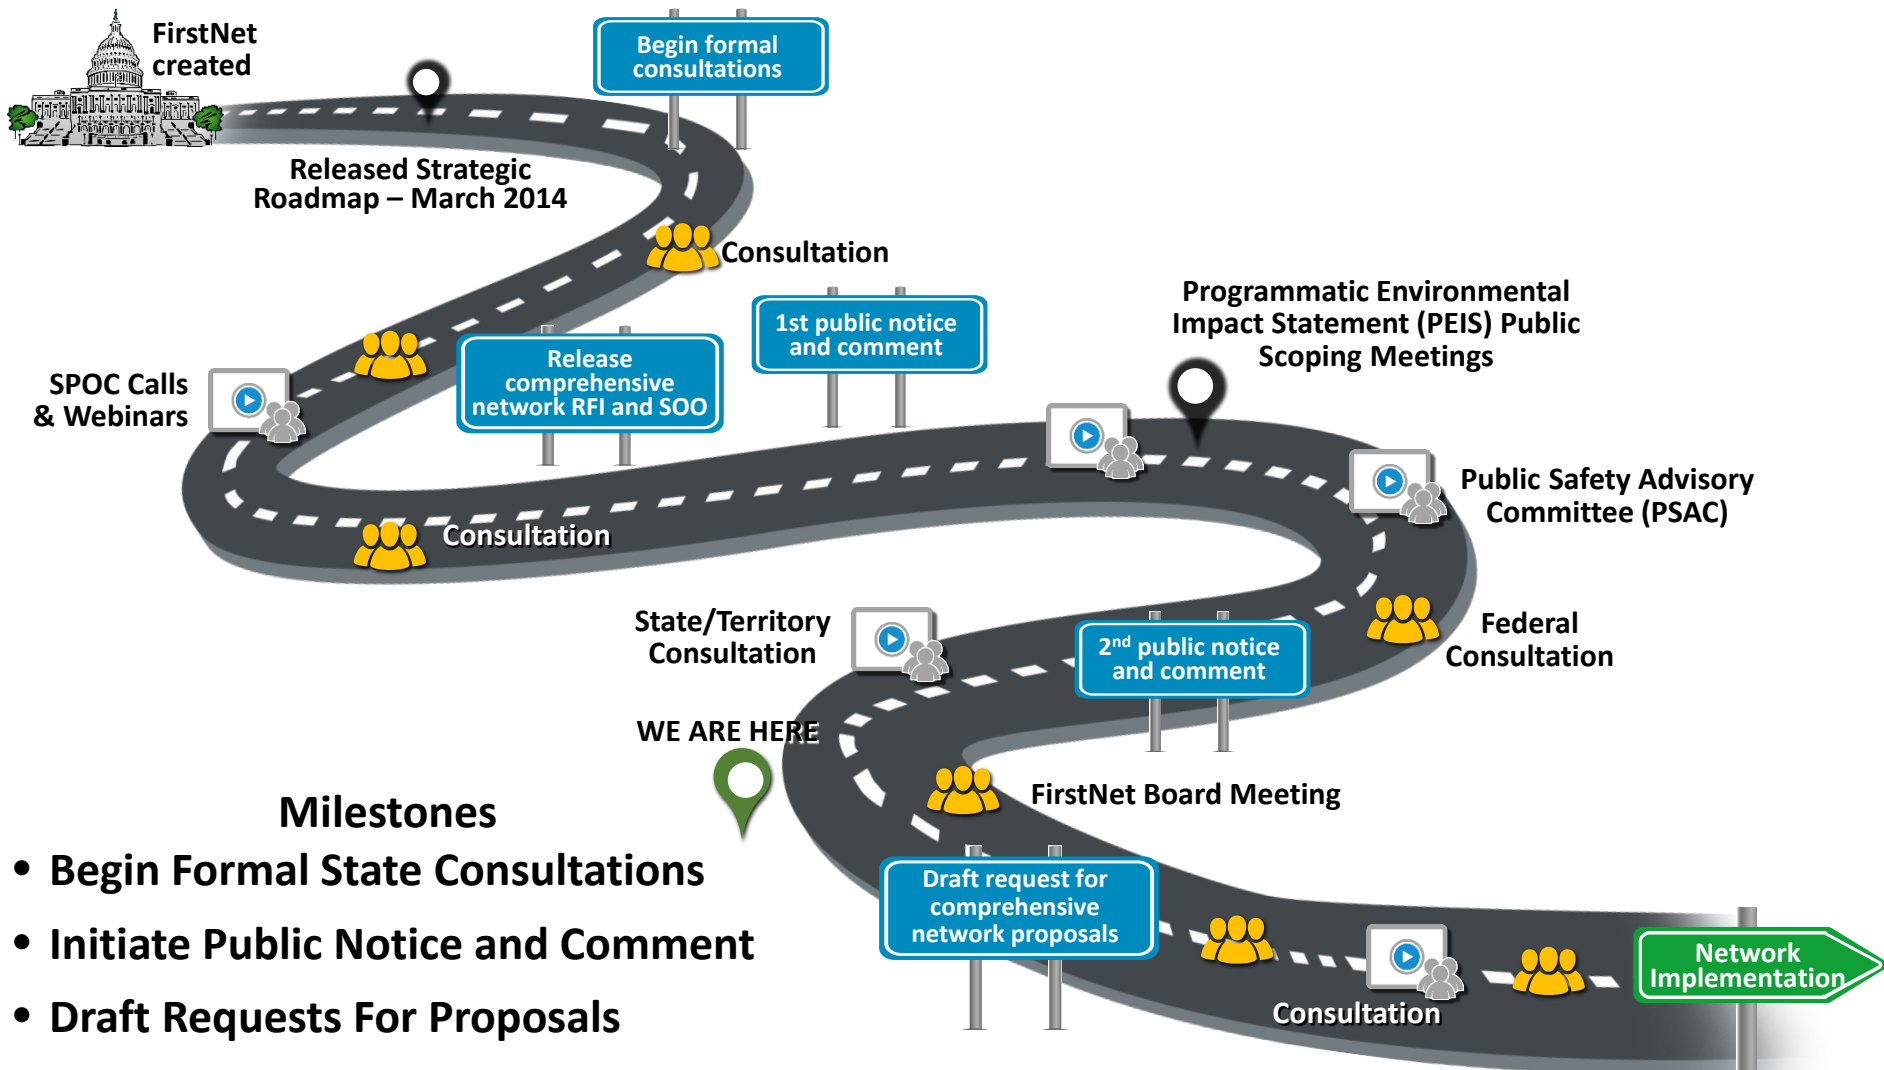 FirstNet
created
Begin formal
consultations
Released Strategic
Roadmap – March 2014
Consultation
1st public notice
and comment
Programmatic Environmental
Impact Statement (PEIS) Public
Scoping Meetings
Release
comprehensive
network RFI and SOO
SPOC Calls
& Webinars
Public Safety Advisory
Committee (PSAC)
Consultation
State/Territory
Consultation
2nd public notice
and comment
Federal
Consultation
WE ARE HERE
FirstNet Board Meeting
Milestones
• Begin Formal State Consultations
• Initiate Public Notice and Comment
• Draft Requests For Proposals
Draft request for
comprehensive
network proposals
Consultation
Network
Implementation